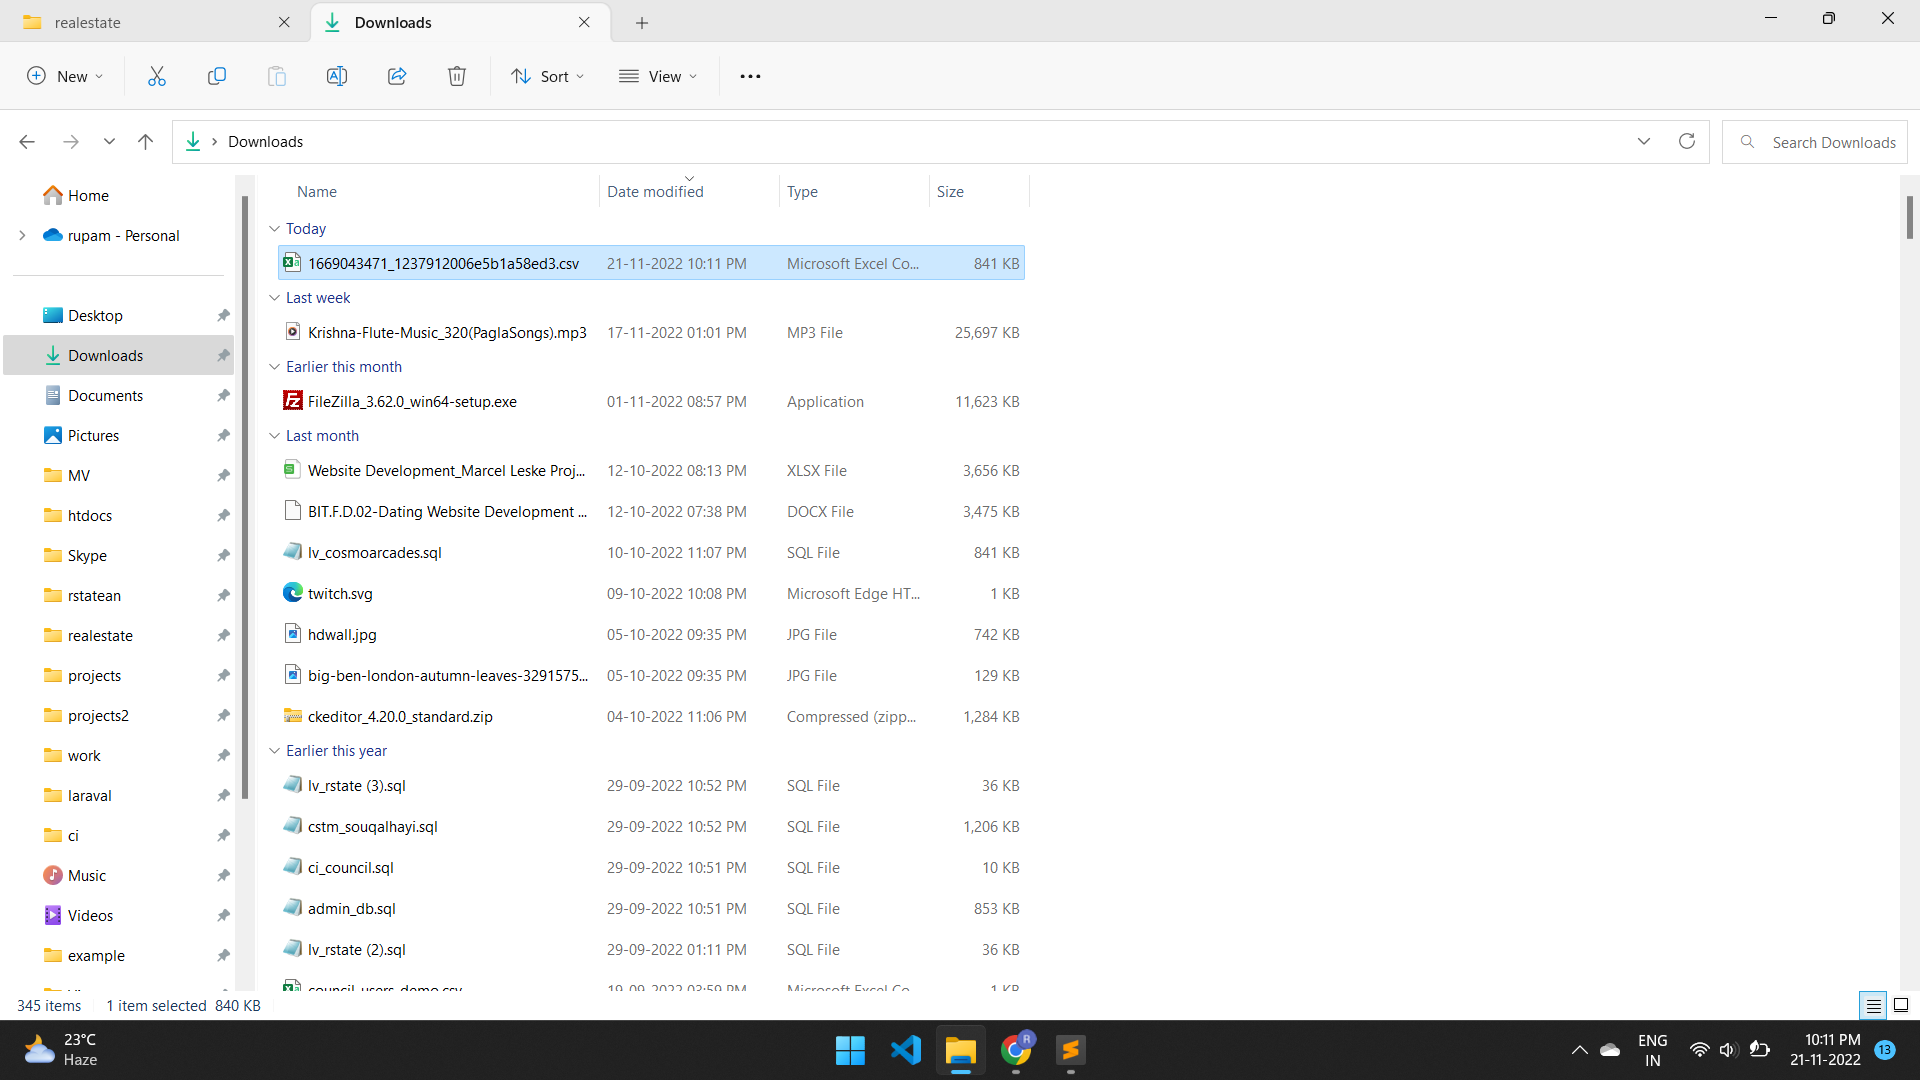 realestate
Downloads
New
Sort
View
Downloads
Search Downloads
Home
rupam - Personal
Desktop
Downloads
Documents
Pictures
MV
htdocs
Skype
rstatean
realestate
projects
projects2
work
laraval
ci
Music
Videos
example
Name Date modified Type Size
Today
1669043471_1237912006e5b1a58ed3.csv 21-11-2022 10:11 PM Microsoft Excel Co... 841 KB
Last week
Krishna-Flute-Music_320(PaglaSongs).mp3 17-11-2022 01:01 PM MP3 File 25,697 KB
Earlier this month
FileZilla_3.62.0_win64-setup.exe 01-11-2022 08:57 PM Application 11,623 KB
Last month
Website Development_Marcel Leske Proj... 12-10-2022 08:13 PM XLSX File 3,656 KB
BIT.F.D.02-Dating Website Development ... 12-10-2022 07:38 PM DOCX File 3,475 KB
lv_cosmoarcades.sql 10-10-2022 11:07 PM SQL File 841 KB
twitch.svg 09-10-2022 10:08 PM Microsoft Edge HT... 1 KB
hdwall.jpg 05-10-2022 09:35 PM JPG File 742 KB
big-ben-london-autumn-leaves-3291575... 05-10-2022 09:35 PM JPG File 129 KB
ckeditor_4.20.0_standard.zip 04-10-2022 11:06 PM Compressed (zipp... 1,284 KB
Earlier this year
lv_rstate (3).sql 29-09-2022 10:52 PM SQL File 36 KB
cstm_souqalhayi.sql 29-09-2022 10:52 PM SQL File 1,206 KB
ci_council.sql 29-09-2022 10:51 PM SQL File 10 KB
admin_db.sql 29-09-2022 10:51 PM SQL File 853 KB
lv_rstate (2).sql 29-09-2022 01:11 PM SQL File 36 KB
council_users_demo.csv 19-09-2022 03:59 PM Microsoft Excel Co... 1 KB
345 items 1 item selected 840 KB
23°C
Haze
R
ENG
IN
10:11 PM
21-11-2022
13